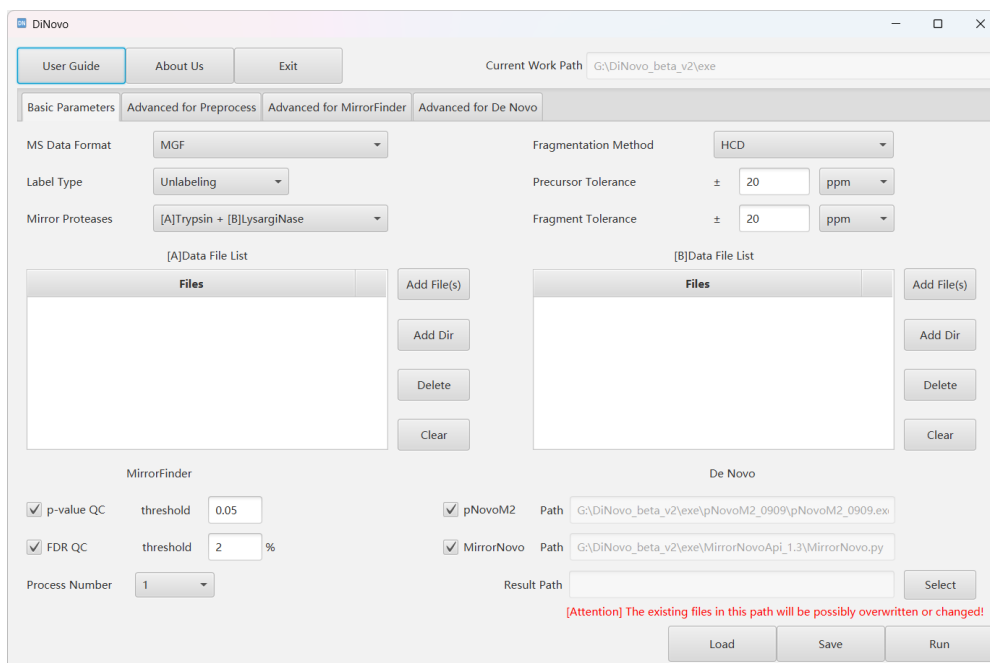 DN DiNovo
User Guide About Us Exit Current Work Path G:\DiNovo_beta_v2\exe
Basic Parameters Advanced for Preprocess Advanced for MirrorFinder Advanced for De Novo
MS Data Format MGF Fragmentation Method HCD
Label Type Unlabeling Precursor Tolerance ± 20 ppm
Mirror Proteases [A]Trypsin + [B]LysargiNase Fragment Tolerance ± 20 ppm
[A]Data File List [B]Data File List
Files Add File(s) Files Add File(s)
Add Dir Add Dir
Delete Delete
Clear Clear
MirrorFinder De Novo
p-value QC threshold 0.05 pNovoM2 Path G:\DiNovo_beta_v2\exe\pNovoM2_0909\pNovoM2_0909.exe
FDR QC threshold 2 % MirrorNovo Path G:\DiNovo_beta_v2\exe\MirrorNovoApi_1.3\MirrorNovo.py
Process Number 1 Result Path Select
[Attention] The existing files in this path will be possibly overwritten or changed!
Load Save Run